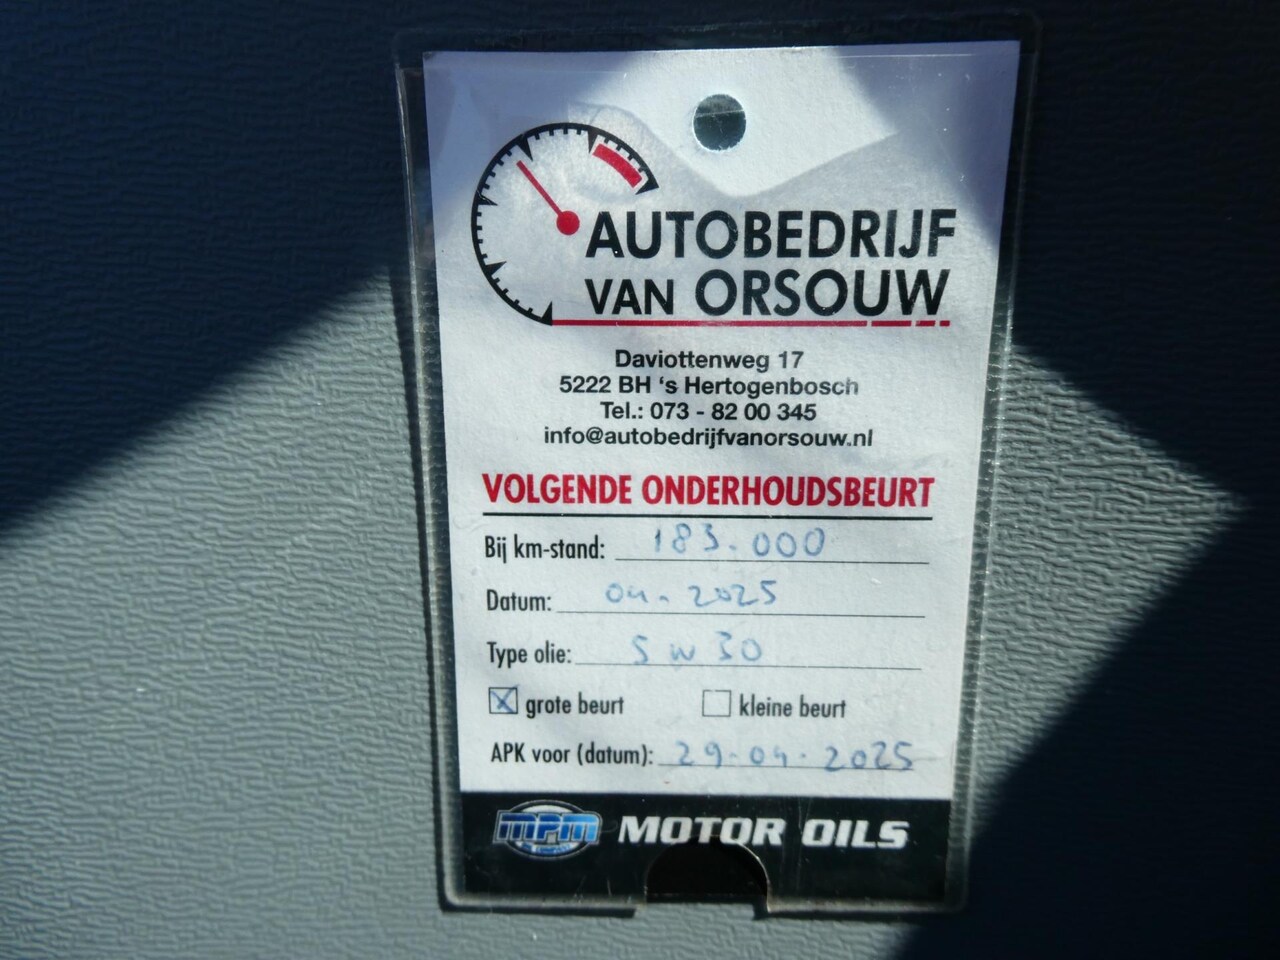 AUTOBEDRIJF
VAN ORSOUW
Daviottenweg 17
5222 BH 's Hertogenbosch
Tel.: 073 - 82 00 345
info@autobedrijfvanorsouw.nl
VOLGENDE ONDERHOUDSBEURT
Bij km-stand: 183.000
Datum: 04-2025
Type olie: 5w30
grote beurt kleine beurt
APK voor (datum): 29-04-2025
MPM MOTOR OILS